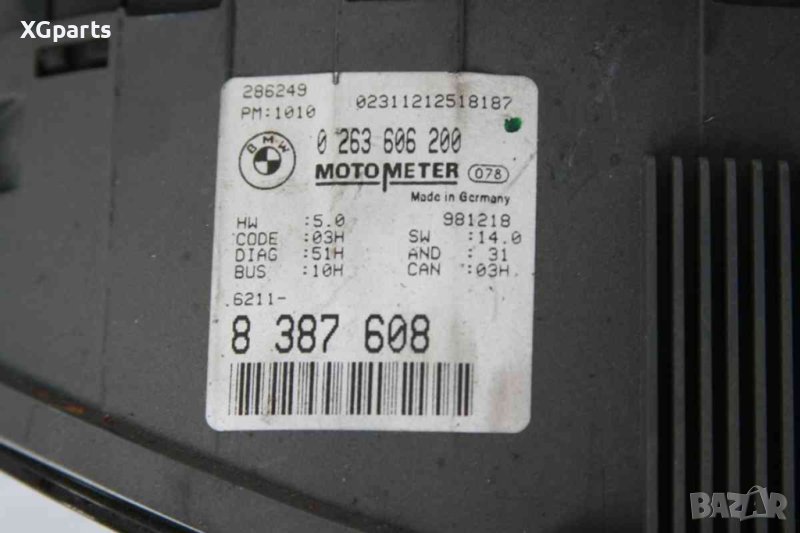 XGparts
286249
PM:1010
02311212518187
BMW
0 263 606 200
MOTOMETER 078
Made in Germany
HW :5.0
981218
CODE :03H
SW :14.0
DIAG :51H
AND : 31
BUS :10H
CAN :03H
.6211-
8 387 608
BAZAR